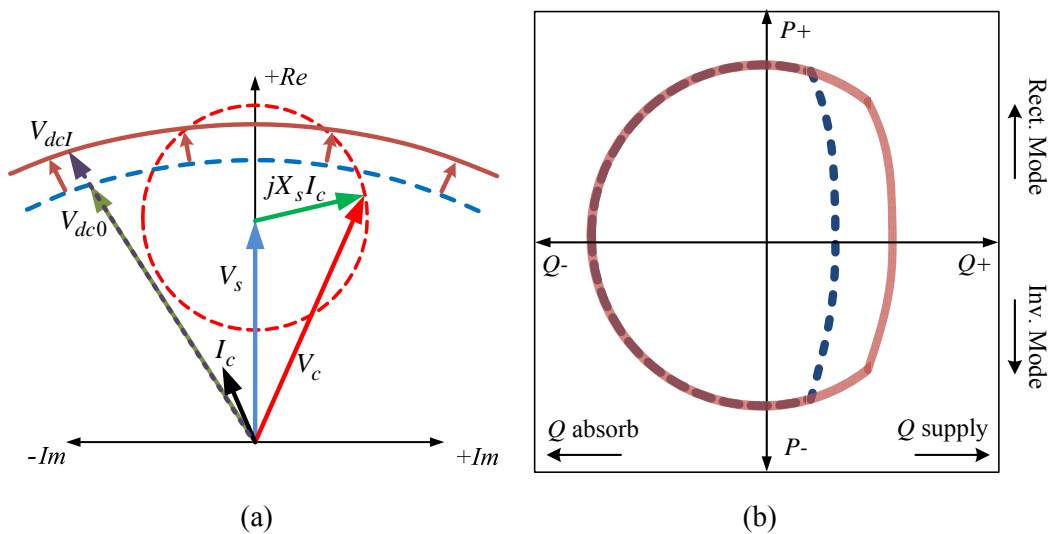 +Re
V_dcI
V_dc0
jX_sI_c
V_s
I_c
V_c
-Im
+Im
(a)
P+
Q-
Q+
P-
Q absorb
Q supply
Rect. Mode
Inv. Mode
(b)